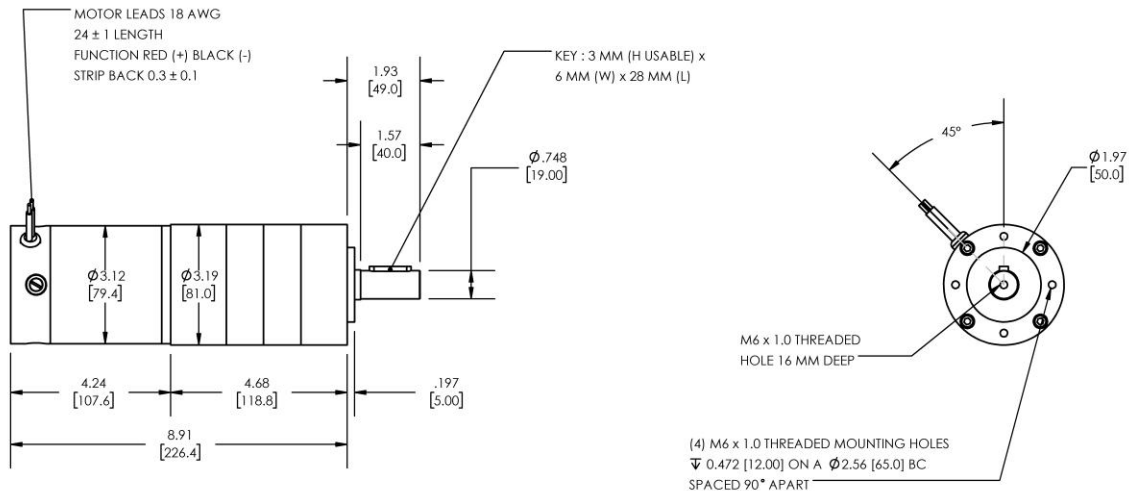 MOTOR LEADS 18 AWG
24 ± 1 LENGTH
FUNCTION RED (+) BLACK (-)
STRIP BACK 0.3 ± 0.1
1.93
[49.0]
KEY : 3 MM (H USABLE) x
6 MM (W) x 28 MM (L)
1.57
[40.0]
Ø.748
[19.00]
Ø3.12
[79.4]
Ø3.19
[81.0]
4.24
[107.6]
4.68
[118.8]
.197
[5.00]
8.91
[226.4]
45°
Ø1.97
[50.0]
M6 x 1.0 THREADED
HOLE 16 MM DEEP
(4) M6 x 1.0 THREADED MOUNTING HOLES
↧ 0.472 [12.00] ON A Ø2.56 [65.0] BC
SPACED 90° APART